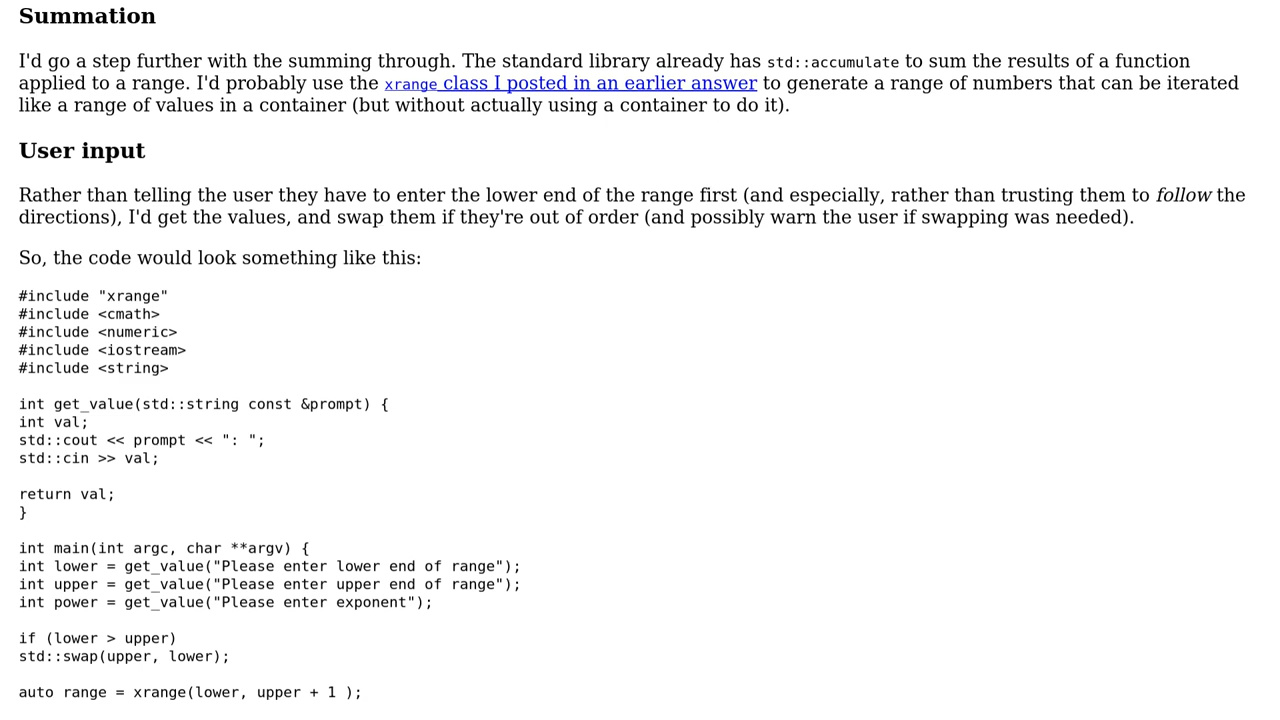 Summation
I'd go a step further with the summing through. The standard library already has std::accumulate to sum the results of a function
applied to a range. I'd probably use the xrange class I posted in an earlier answer to generate a range of numbers that can be iterated
like a range of values in a container (but without actually using a container to do it).
User input
Rather than telling the user they have to enter the lower end of the range first (and especially, rather than trusting them to follow the
directions), I'd get the values, and swap them if they're out of order (and possibly warn the user if swapping was needed).
So, the code would look something like this:
#include "xrange"
#include <cmath>
#include <numeric>
#include <iostream>
#include <string>
int get_value(std::string const &prompt) {
int val;
std::cout << prompt << ": ";
std::cin >> val;
return val;
}
int main(int argc, char **argv) {
int lower = get_value("Please enter lower end of range");
int upper = get_value("Please enter upper end of range");
int power = get_value("Please enter exponent");
if (lower > upper)
std::swap(upper, lower);
auto range = xrange(lower, upper + 1 );